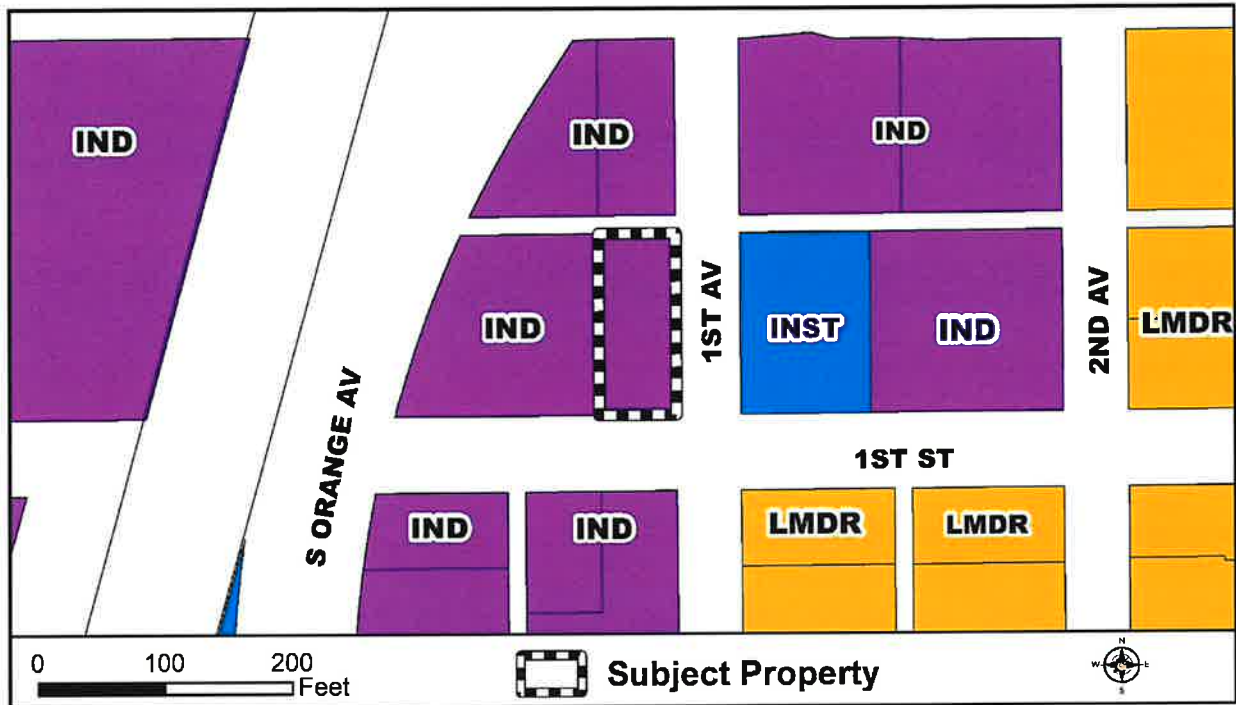 IND
IND
IND
IND
1ST AV
INST
IND
2ND AV
LMDR
S ORANGE AV
1ST ST
IND
IND
LMDR
LMDR
0 100 200
Feet
Subject Property
N
W E
S